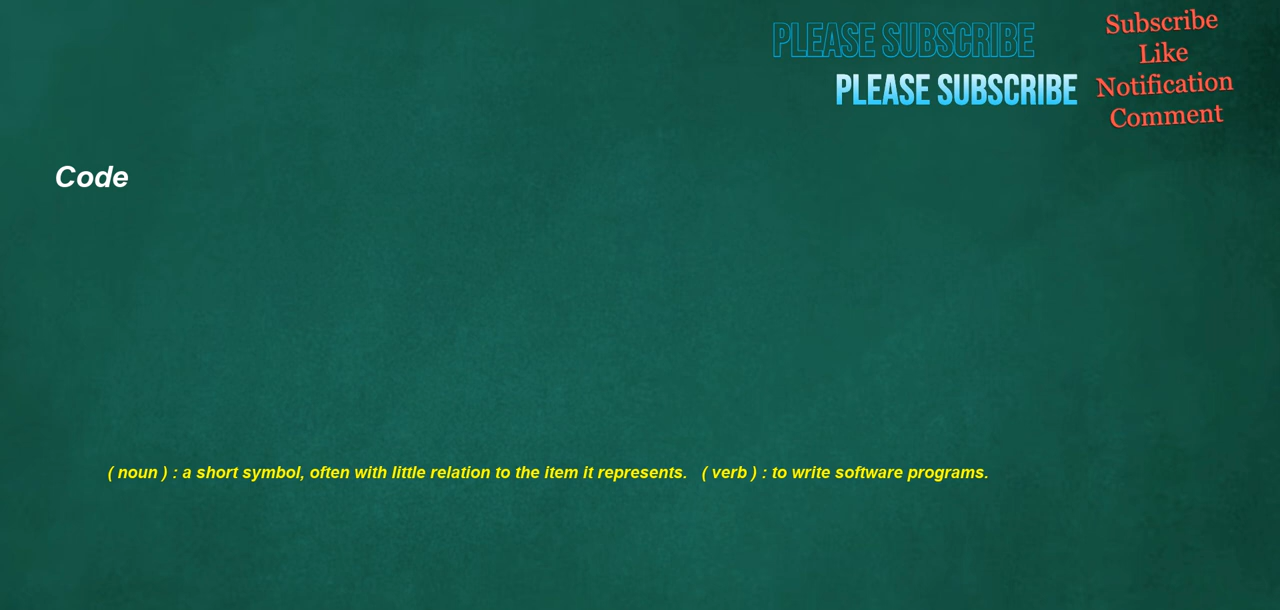 PLEASE SUBSCRIBE
PLEASE SUBSCRIBE
Subscribe
Like
Notification
Comment
Code
( noun ) : a short symbol, often with little relation to the item it represents.   ( verb ) : to write software programs.